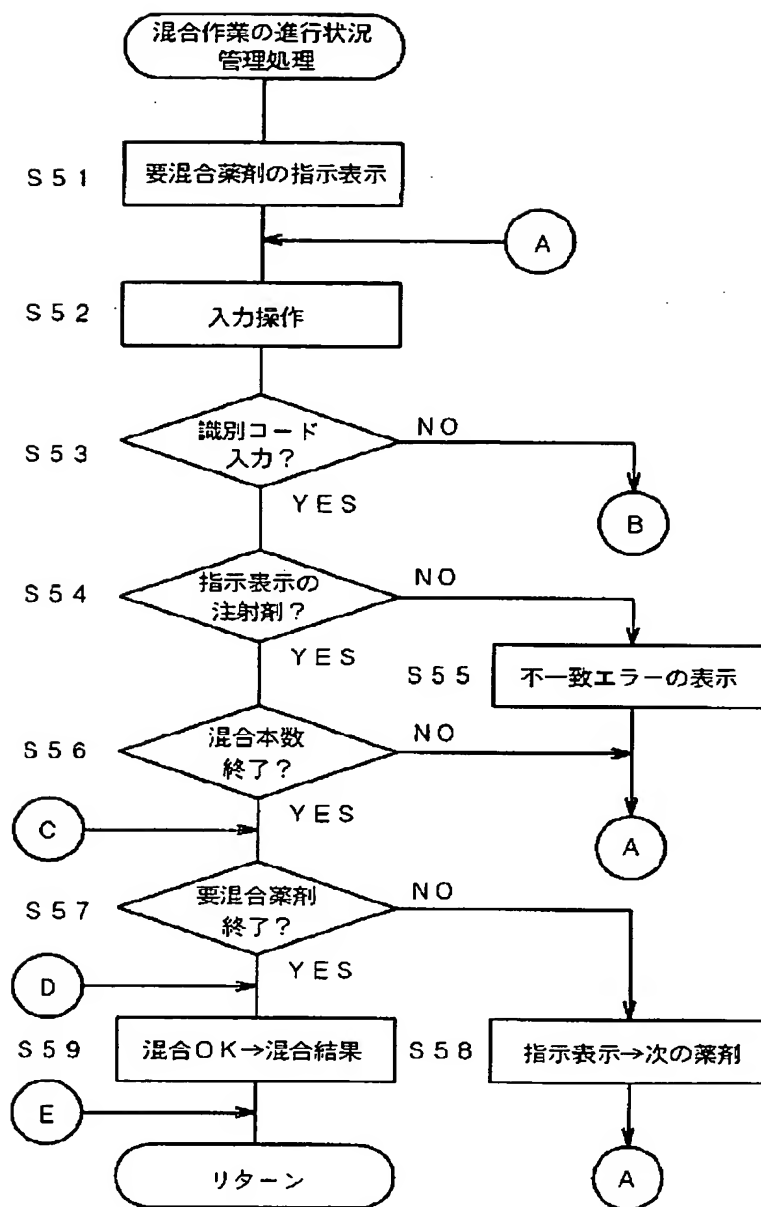 混合作業の進行状況
管理処理
S51
要混合薬剤の指示表示
A
S52
入力操作
S53
識別コード
入力?
NO
YES
B
S54
指示表示の
注射剤?
NO
YES
S55
不一致エラーの表示
S56
混合本数
終了?
NO
YES
C
A
S57
要混合薬剤
終了?
NO
YES
D
S59
混合OK→混合結果
S58
指示表示→次の薬剤
E
リターン
A